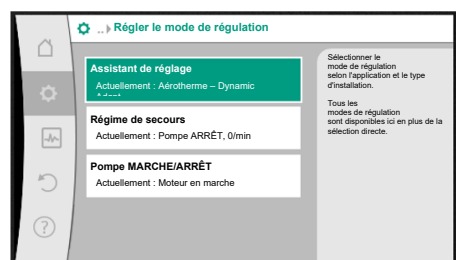 .. Régler le mode de régulation
Assistant de réglage
Actuellement : Aérotherme – Dynamic
Adapt
Régime de secours
Actuellement : Pompe ARRÊT, 0/min
Pompe MARCHE/ARRÊT
Actuellement : Moteur en marche
Sélectionner le
mode de régulation
selon l'application et le type
d'installation.
Tous les
modes de régulation
sont disponibles ici en plus de la
sélection directe.
?